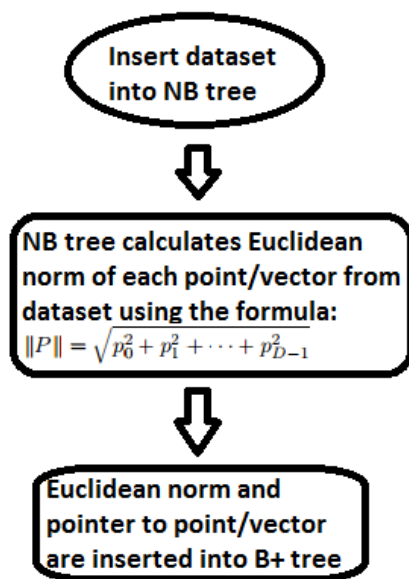 Insert dataset
into NB tree
NB tree calculates Euclidean
norm of each point/vector from
dataset using the formula:
‖P‖ = √(p₀² + p₁² + ⋯ + p²_{D−1})
Euclidean norm and
pointer to point/vector
are inserted into B+ tree